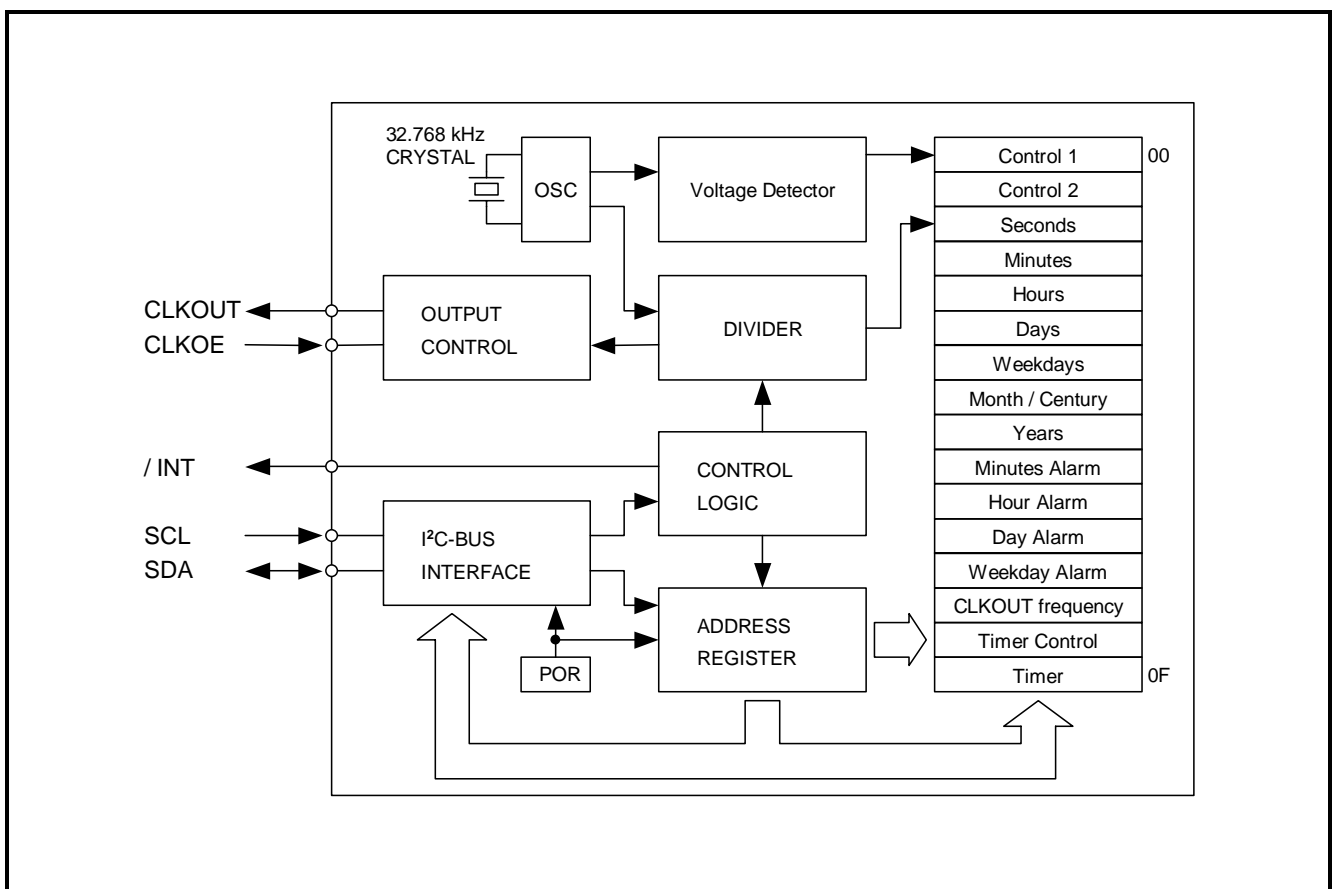 32.768 kHz
CRYSTAL
OSC
Voltage Detector
Control 1
00
Control 2
Seconds
Minutes
Hours
Days
Weekdays
Month / Century
Years
Minutes Alarm
Hour Alarm
Day Alarm
Weekday Alarm
CLKOUT frequency
Timer Control
Timer
0F
CLKOUT
CLKOE
OUTPUT
CONTROL
DIVIDER
/ INT
CONTROL
LOGIC
SCL
SDA
I²C-BUS
INTERFACE
ADDRESS
REGISTER
POR